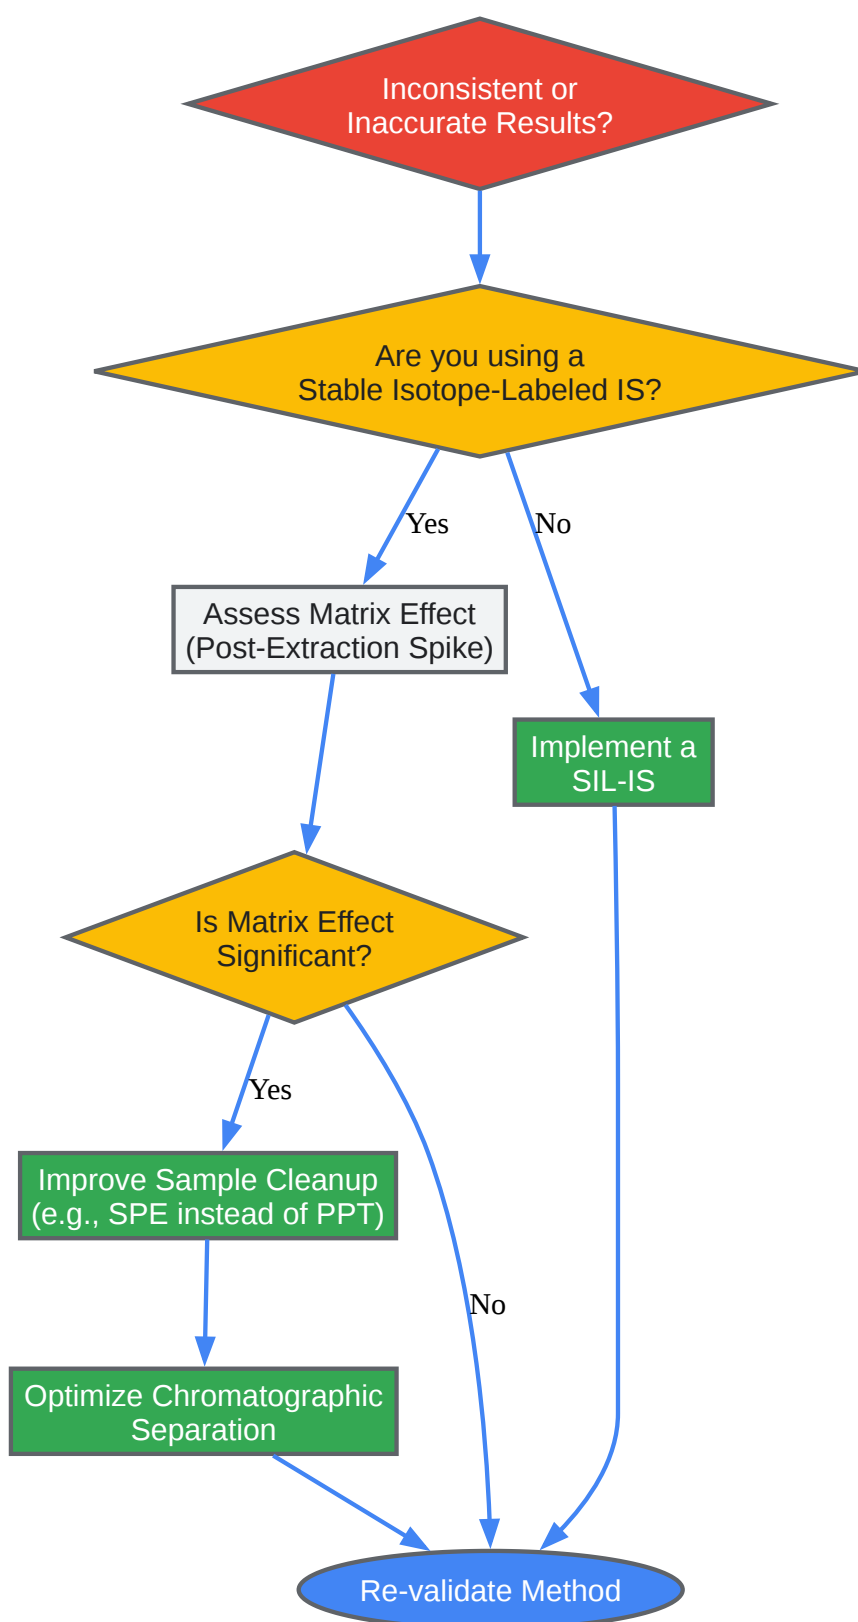 Inconsistent or
Inaccurate Results?
Are you using a
Stable Isotope-Labeled IS?
Yes
No
Assess Matrix Effect
(Post-Extraction Spike)
Implement a
SIL-IS
Is Matrix Effect
Significant?
Yes
Improve Sample Cleanup
(e.g., SPE instead of PPT)
No
Optimize Chromatographic
Separation
Re-validate Method